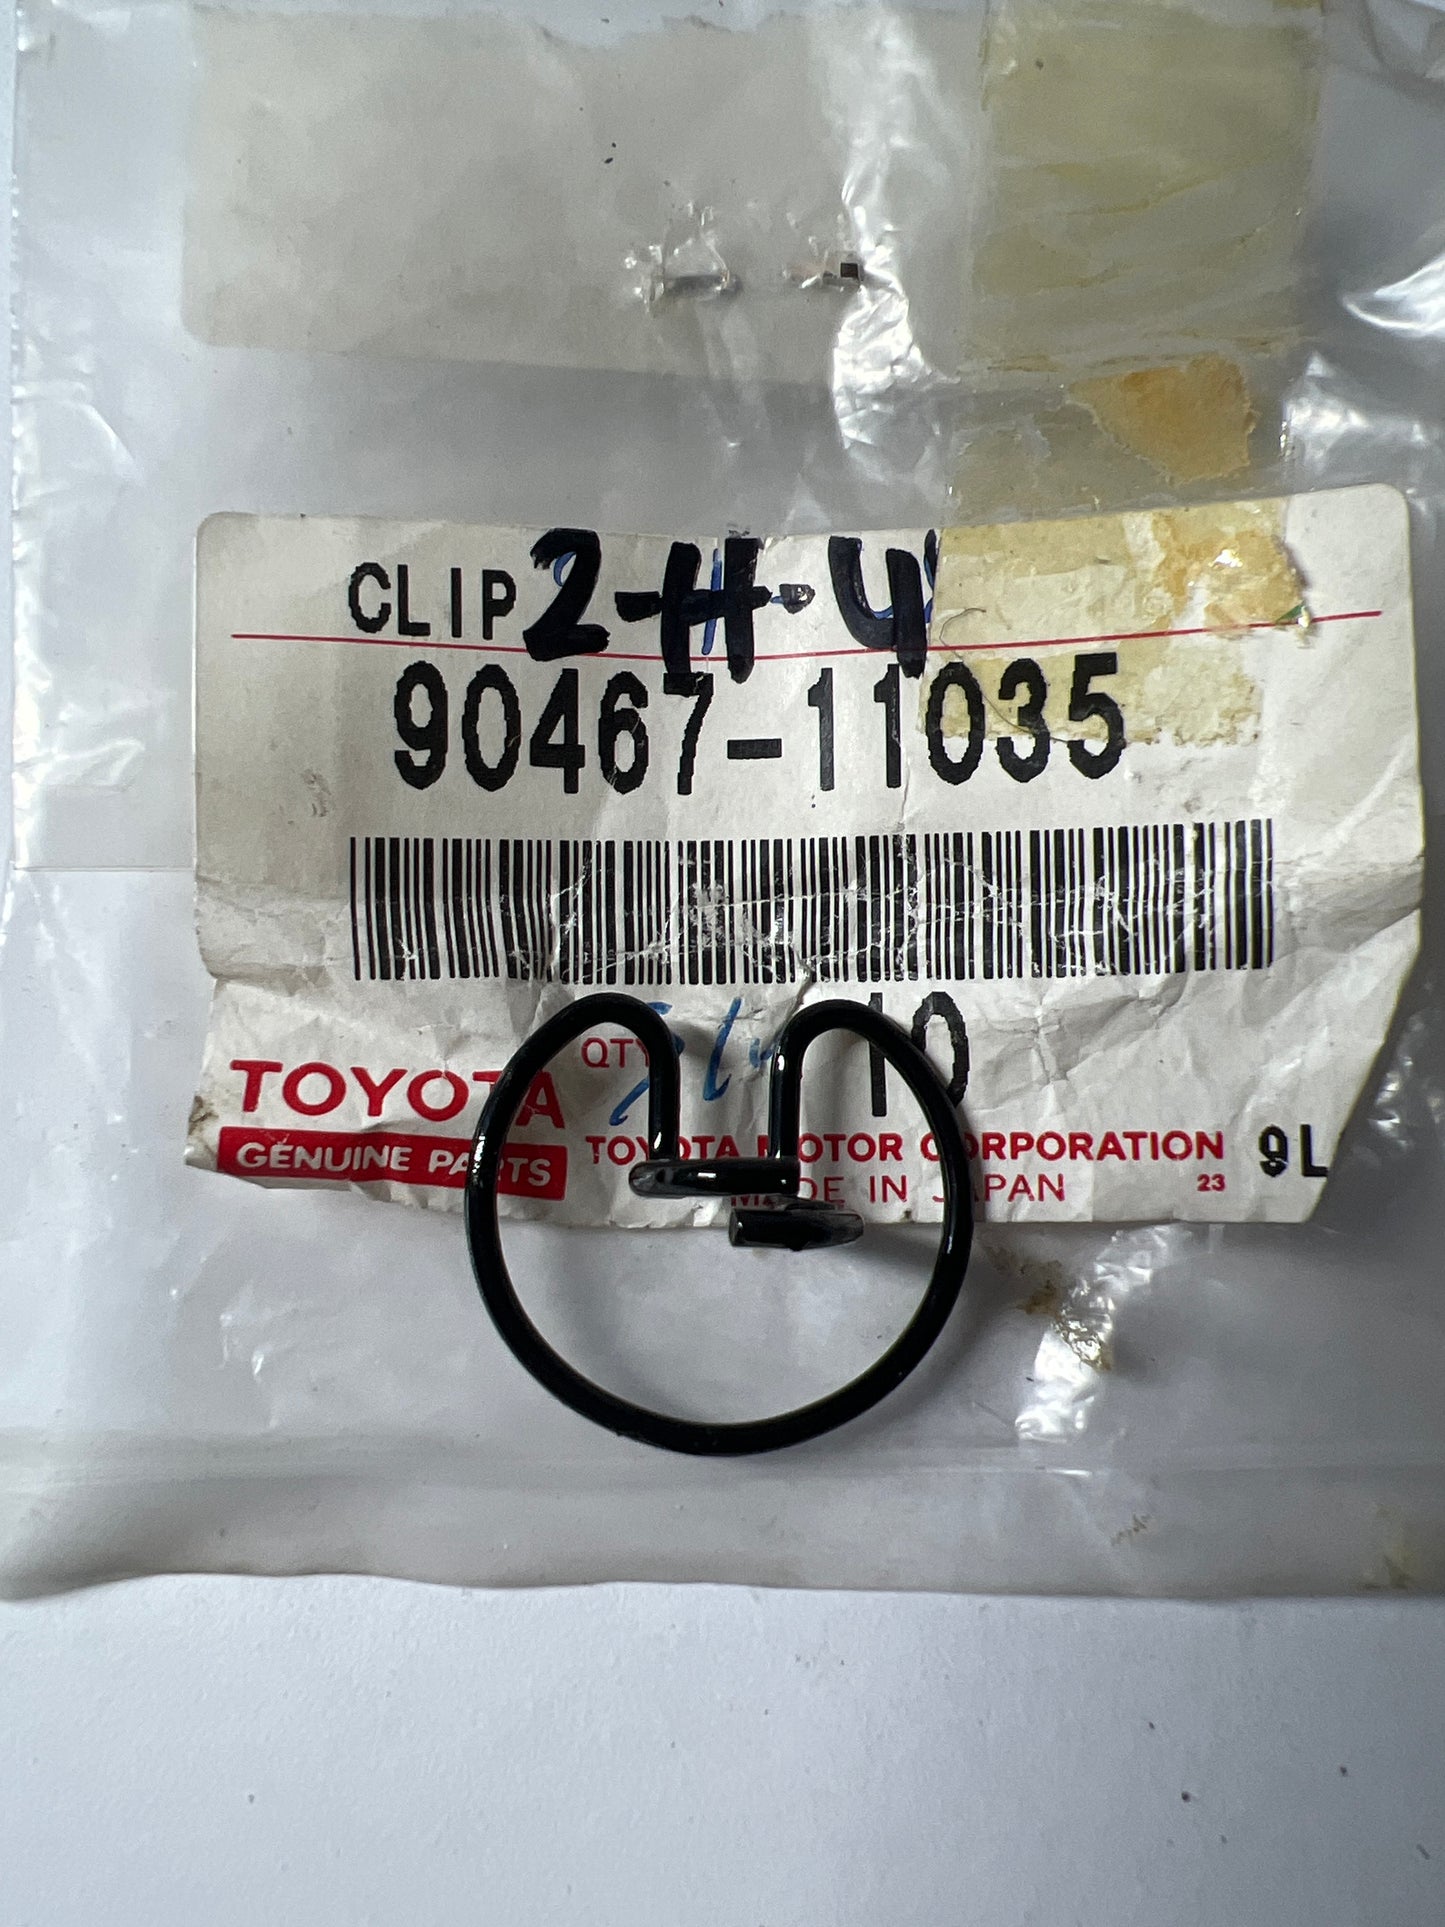 CLIP 2-H-4
90467-11035
QTY 10
TOYOTA
GENUINE PARTS
TOYOTA MOTOR CORPORATION
MADE IN JAPAN 23 9L